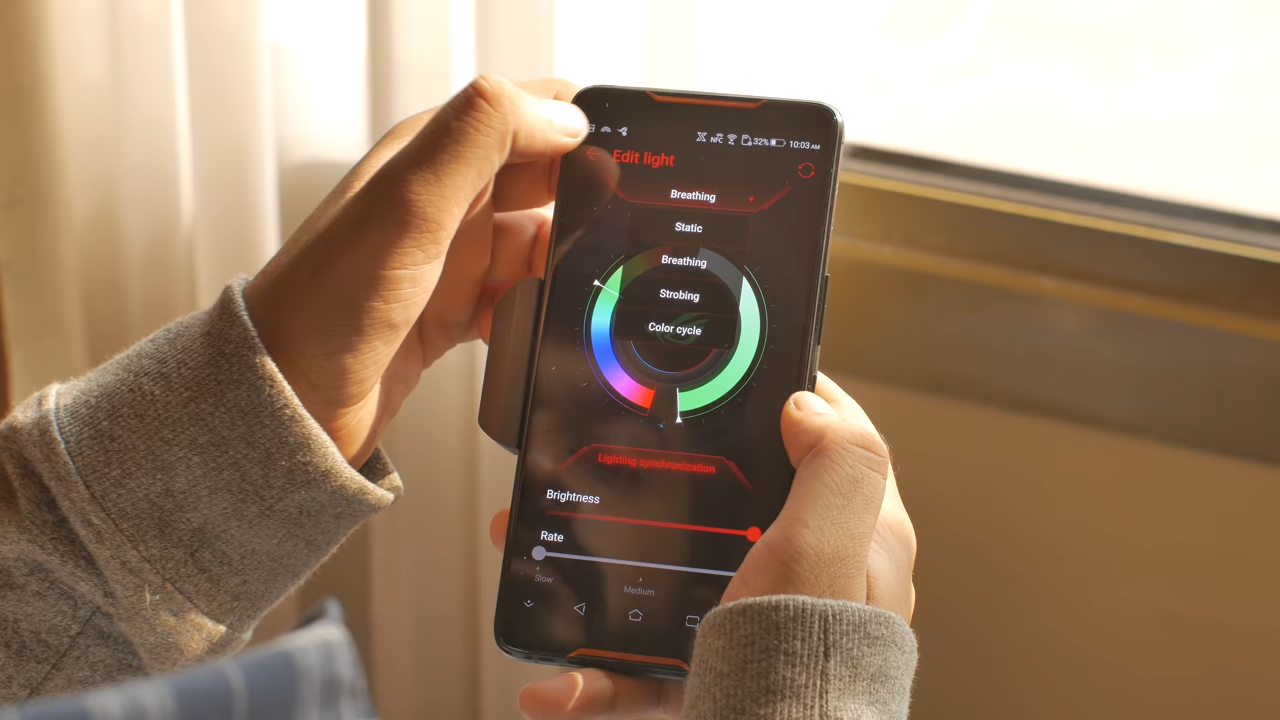 NFC 32% 10:03 AM
Edit light
Breathing
Static
Breathing
Strobing
Color cycle
Lighting synchronization
Brightness
Rate
Slow
Medium